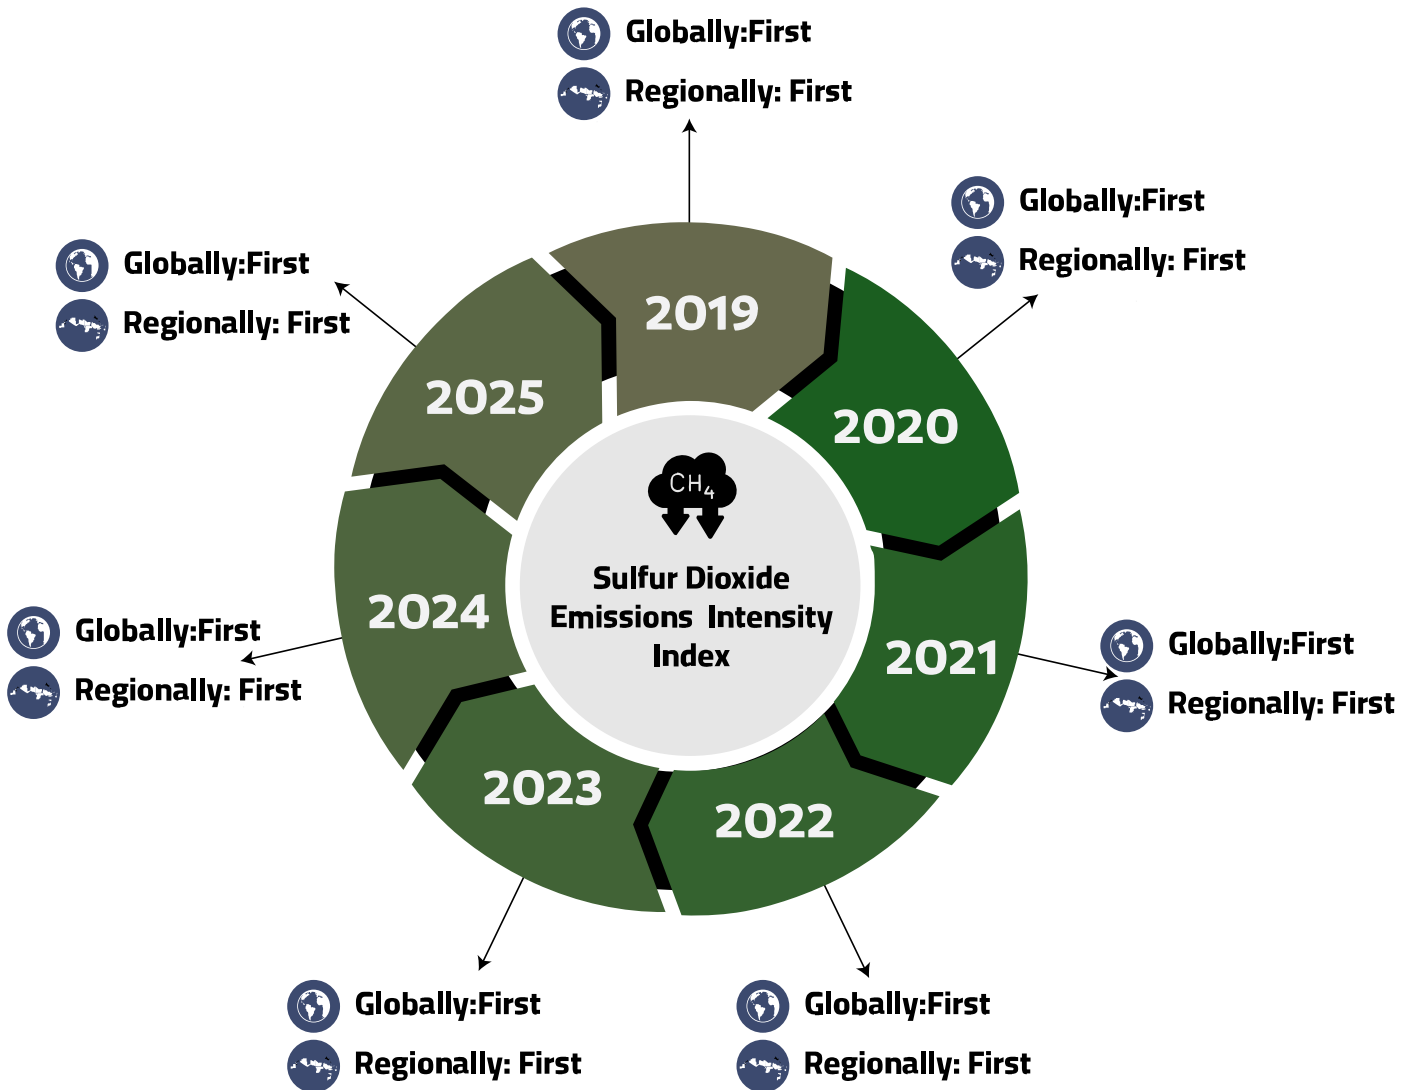 Globally:First
Regionally: First
2019
Globally:First
Regionally: First
2020
Globally:First
Regionally: First
2021
Globally:First
Regionally: First
2022
Globally:First
Regionally: First
2023
Globally:First
Regionally: First
2024
Globally:First
Regionally: First
2025
CH4
Sulfur Dioxide
Emissions Intensity
Index